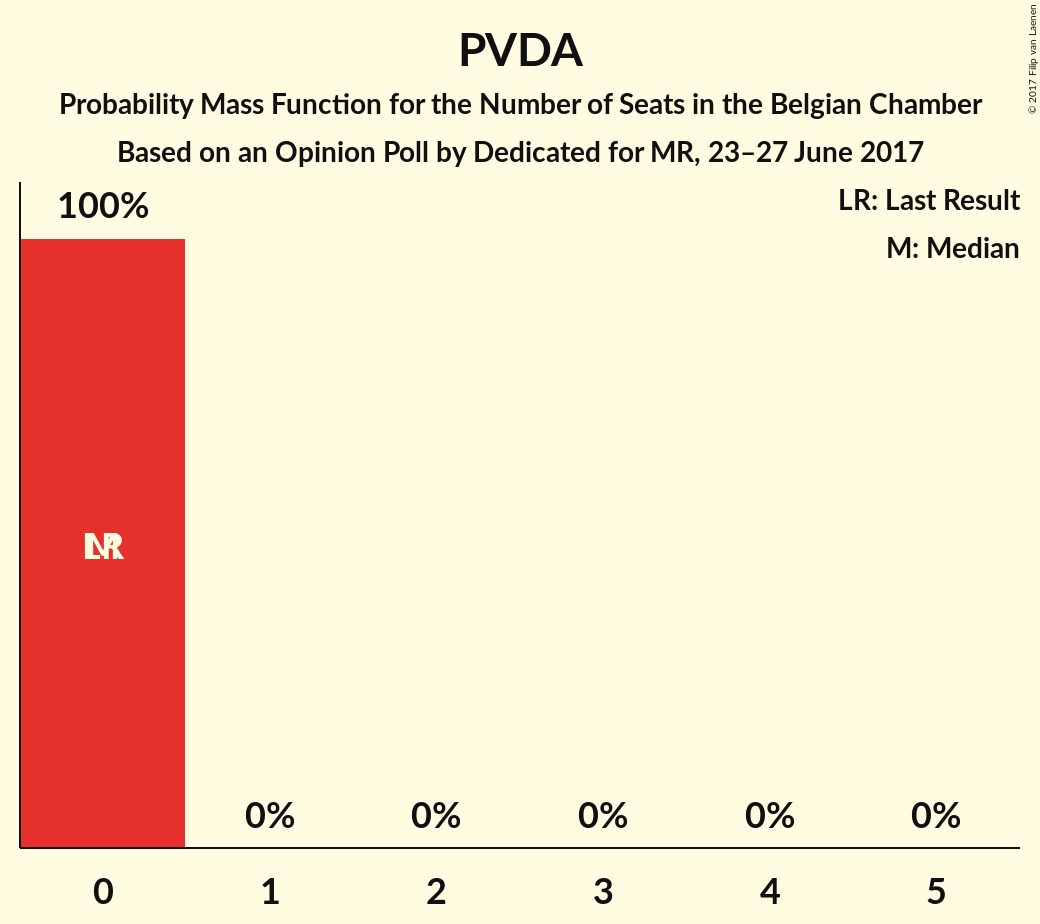 PVDA
Probability Mass Function for the Number of Seats in the Belgian Chamber
Based on an Opinion Poll by Dedicated for MR, 23–27 June 2017
© 2017 Filip van Laenen
LR: Last Result
M: Median
100%
LR
M
0% 0% 0% 0% 0%
0 1 2 3 4 5